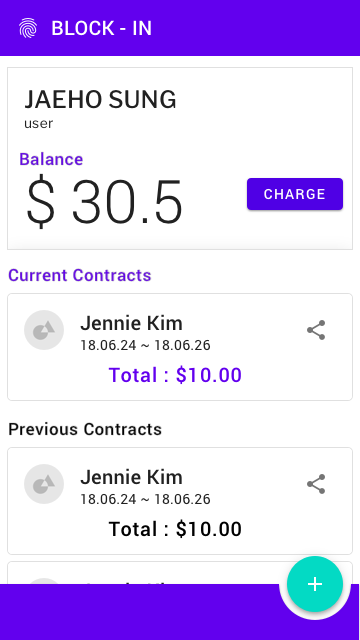 BLOCK - IN
JAEHO SUNG
user
Balance
$ 30.5
CHARGE
Current Contracts
Jennie Kim
18.06.24 ~ 18.06.26
Total : $10.00
Previous Contracts
Jennie Kim
18.06.24 ~ 18.06.26
Total : $10.00